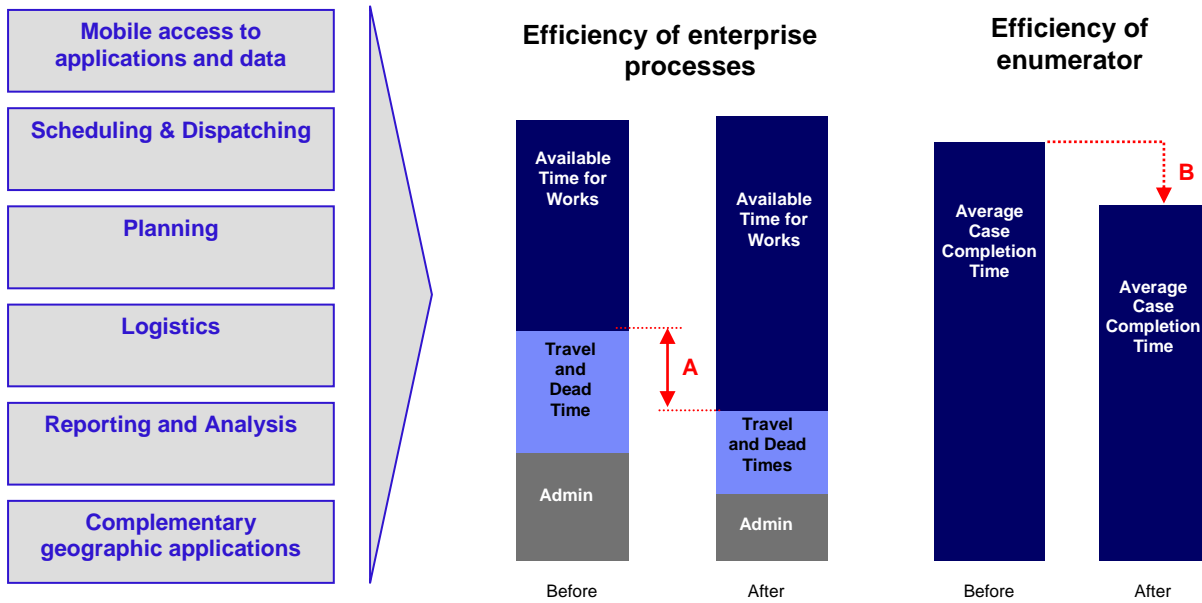 Mobile access to
applications and data
Scheduling & Dispatching
Planning
Logistics
Reporting and Analysis
Complementary
geographic applications
Efficiency of enterprise
processes
Available
Time for
Works
Travel
and
Dead
Time
Admin
Before
A
Available
Time for
Works
Travel
and Dead
Times
Admin
After
Efficiency of
enumerator
Average
Case
Completion
Time
Before
B
Average
Case
Completion
Time
After